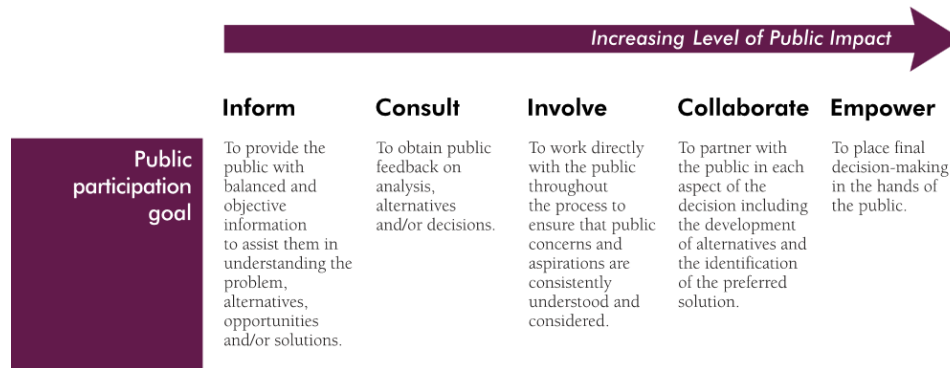 Increasing Level of Public Impact
Public
participation
goal
Inform
To provide the
public with
balanced and
objective
information
to assist them in
understanding the
problem,
alternatives,
opportunities
and/or solutions.
Consult
To obtain public
feedback on
analysis,
alternatives
and/or decisions.
Involve
To work directly
with the public
throughout
the process to
ensure that public
concerns and
aspirations are
consistently
understood and
considered.
Collaborate
To partner with
the public in each
aspect of the
decision including
the development
of alternatives and
the identification
of the preferred
solution.
Empower
To place final
decision-making
in the hands of
the public.